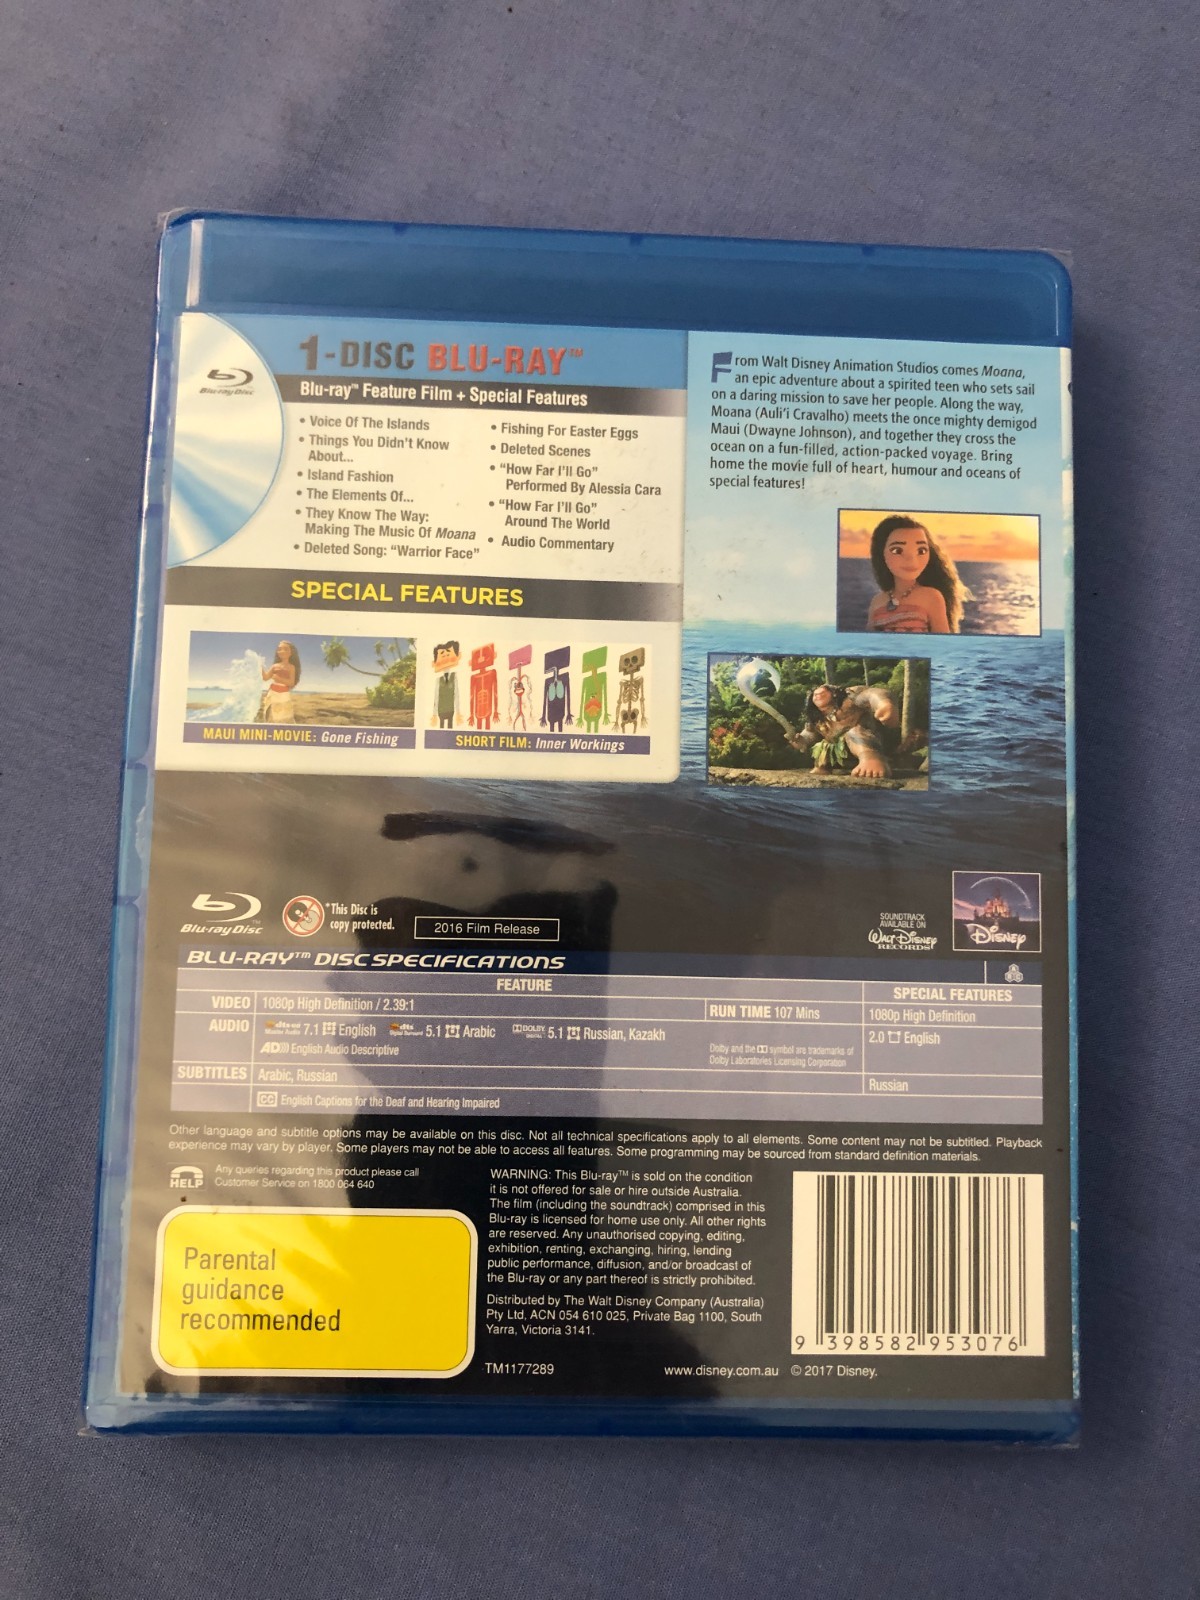 Blu-ray Disc
1-DISC BLU-RAY™
Blu-ray™ Feature Film + Special Features
• Voice Of The Islands
• Things You Didn't Know
About...
• Island Fashion
• The Elements Of...
• They Know The Way:
Making The Music Of Moana
• Deleted Song: "Warrior Face"
• Fishing For Easter Eggs
• Deleted Scenes
• "How Far I'll Go"
Performed By Alessia Cara
• "How Far I'll Go"
Around The World
• Audio Commentary
SPECIAL FEATURES
MAUI MINI-MOVIE: Gone Fishing
SHORT FILM: Inner Workings
From Walt Disney Animation Studios comes Moana,
an epic adventure about a spirited teen who sets sail
on a daring mission to save her people. Along the way,
Moana (Auli'i Cravalho) meets the once mighty demigod
Maui (Dwayne Johnson), and together they cross the
ocean on a fun-filled, action-packed voyage. Bring
home the movie full of heart, humour and oceans of
special features!
Blu-ray Disc™
*This Disc is
copy protected.
2016 Film Release
SOUNDTRACK
AVAILABLE ON
Walt Disney
RECORDS
Disney
BLU-RAY™ DISC SPECIFICATIONS
FEATURE
SPECIAL FEATURES
VIDEO 1080p High Definition / 2.39:1
RUN TIME 107 Mins
1080p High Definition
AUDIO dts-HD Master Audio 7.1 English dts Digital Surround 5.1 Arabic DOLBY DIGITAL 5.1 Russian, Kazakh
2.0 English
AD English Audio Descriptive
Dolby and the symbol are trademarks of
Dolby Laboratories Licensing Corporation
SUBTITLES Arabic, Russian
Russian
CC English Captions for the Deaf and Hearing Impaired
Other language and subtitle options may be available on this disc. Not all technical specifications apply to all elements. Some content may not be subtitled. Playback
experience may vary by player. Some players may not be able to access all features. Some programming may be sourced from standard definition materials.
HELP
Any queries regarding this product please call
Customer Service on 1800 064 640
Parental
guidance
recommended
WARNING: This Blu-ray™ is sold on the condition
it is not offered for sale or hire outside Australia.
The film (including the soundtrack) comprised in this
Blu-ray is licensed for home use only. All other rights
are reserved. Any unauthorised copying, editing,
exhibition, renting, exchanging, hiring, lending
public performance, diffusion, and/or broadcast of
the Blu-ray or any part thereof is strictly prohibited.
Distributed by The Walt Disney Company (Australia)
Pty Ltd, ACN 054 610 025, Private Bag 1100, South
Yarra, Victoria 3141.
TM1177289
www.disney.com.au © 2017 Disney.
9 398582 953076